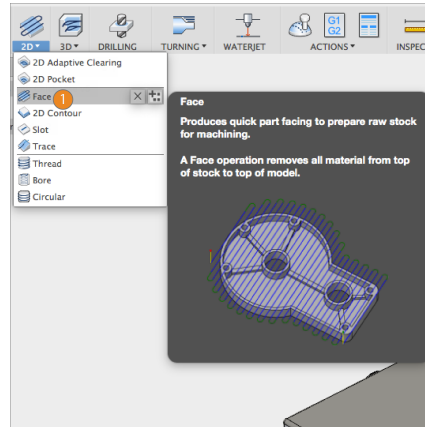 G1
G2
2D▾ 3D▾ DRILLING TURNING▾ WATERJET ACTIONS▾ INSPEC
2D Adaptive Clearing
2D Pocket
Face 1
2D Contour
Slot
Trace
Thread
Bore
Circular
Face
Produces quick part facing to prepare raw stock
for machining.
A Face operation removes all material from top
of stock to top of model.